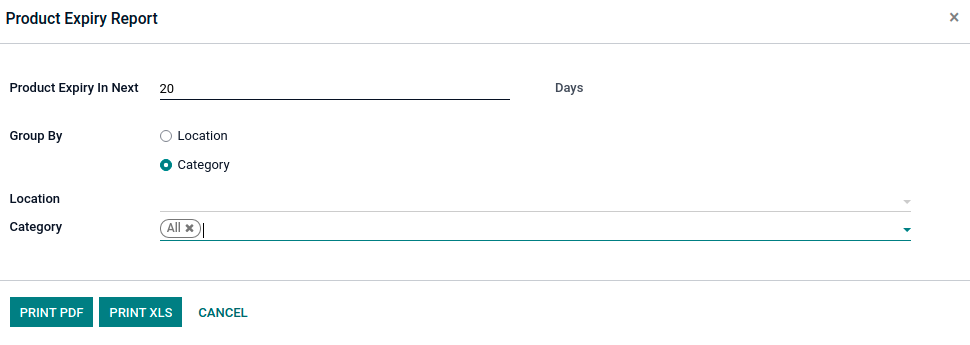 Product Expiry Report ×
Product Expiry In Next 20 Days
Group By Location
Category
Location
Category All ✖
PRINT PDF PRINT XLS CANCEL